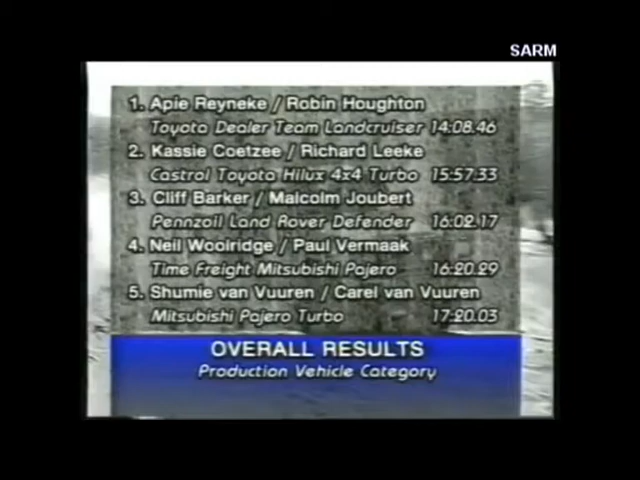 SARM
1. Apie Reyneke / Robin Houghton
Toyota Dealer Team Landcruiser 14:08.46
2. Kassie Coetzee / Richard Leeke
Castrol Toyota Hilux 4x4 Turbo 15:57:33
3. Cliff Barker / Malcolm Joubert
Pennzoil Land Rover Defender 16:02.17
4. Neil Woolridge / Paul Vermaak
Time Freight Mitsubishi Pajero 16:20.29
5. Shumie van Vuuren / Carel van Vuuren
Mitsubishi Pajero Turbo 17:20.03
OVERALL RESULTS
Production Vehicle Category